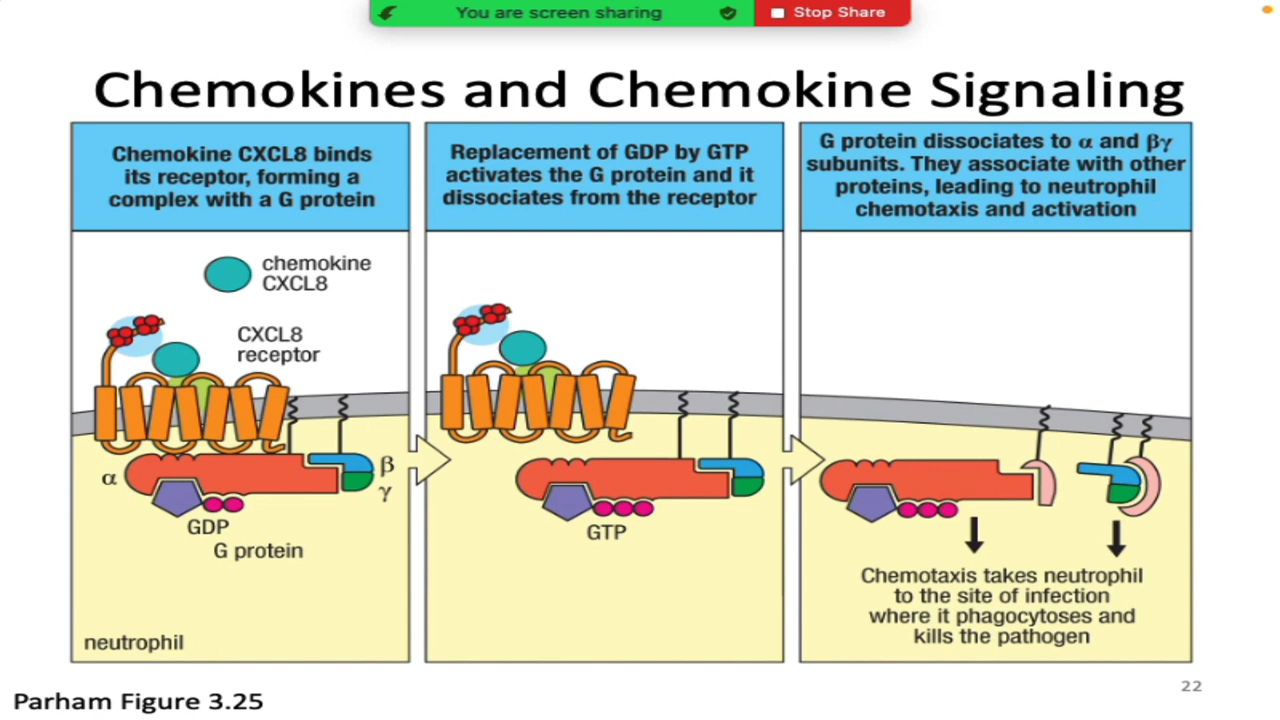 You are screen sharing
Stop Share
Chemokines and Chemokine Signaling
Chemokine CXCL8 binds
its receptor, forming a
complex with a G protein
Replacement of GDP by GTP
activates the G protein and it
dissociates from the receptor
G protein dissociates to α and βγ
subunits. They associate with other
proteins, leading to neutrophil
chemotaxis and activation
chemokine
CXCL8
CXCL8
receptor
α
β
γ
GDP
G protein
neutrophil
GTP
Chemotaxis takes neutrophil
to the site of infection
where it phagocytoses and
kills the pathogen
Parham Figure 3.25
22